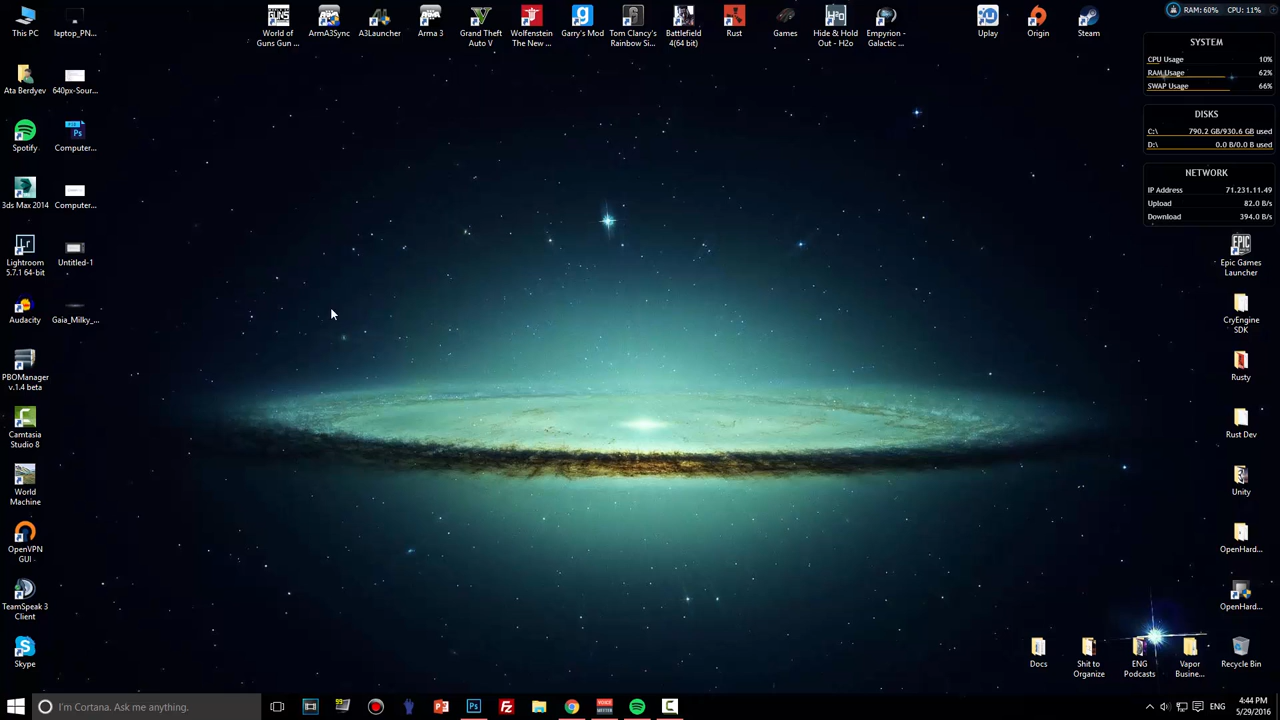 This PC
laptop_PN...
World of
Guns Gun ...
ArmA3Sync
A3Launcher
Arma 3
Grand Theft
Auto V
Wolfenstein
The New ...
Garry's Mod
Tom Clancy's
Rainbow Si...
Battlefield
4(64 bit)
Rust
Games
Hide & Hold
Out - H2o
Empyrion -
Galactic ...
Uplay
Origin
Steam
RAM: 60% CPU: 11%
SYSTEM
CPU Usage 10%
RAM Usage 62%
SWAP Usage 66%
DISKS
C:\ 790.2 GB/930.6 GB used
D:\ 0.0 B/0.0 B used
NETWORK
IP Address 71.231.11.49
Upload 82.0 B/s
Download 394.0 B/s
Ata Berdyev
640px-Sour...
Spotify
Computer...
3ds Max 2014
Computer...
Lightroom
5.7.1 64-bit
Untitled-1
Audacity
Gaia_Milky_...
PBOManager
v.1.4 beta
Camtasia
Studio 8
World
Machine
OpenVPN
GUI
TeamSpeak 3
Client
Skype
Epic Games
Launcher
CryEngine
SDK
Rusty
Rust Dev
Unity
OpenHard...
OpenHard...
Docs
Shit to
Organize
ENG
Podcasts
Vapor
Busine...
Recycle Bin
I'm Cortana. Ask me anything.
ENG
4:44 PM
5/29/2016